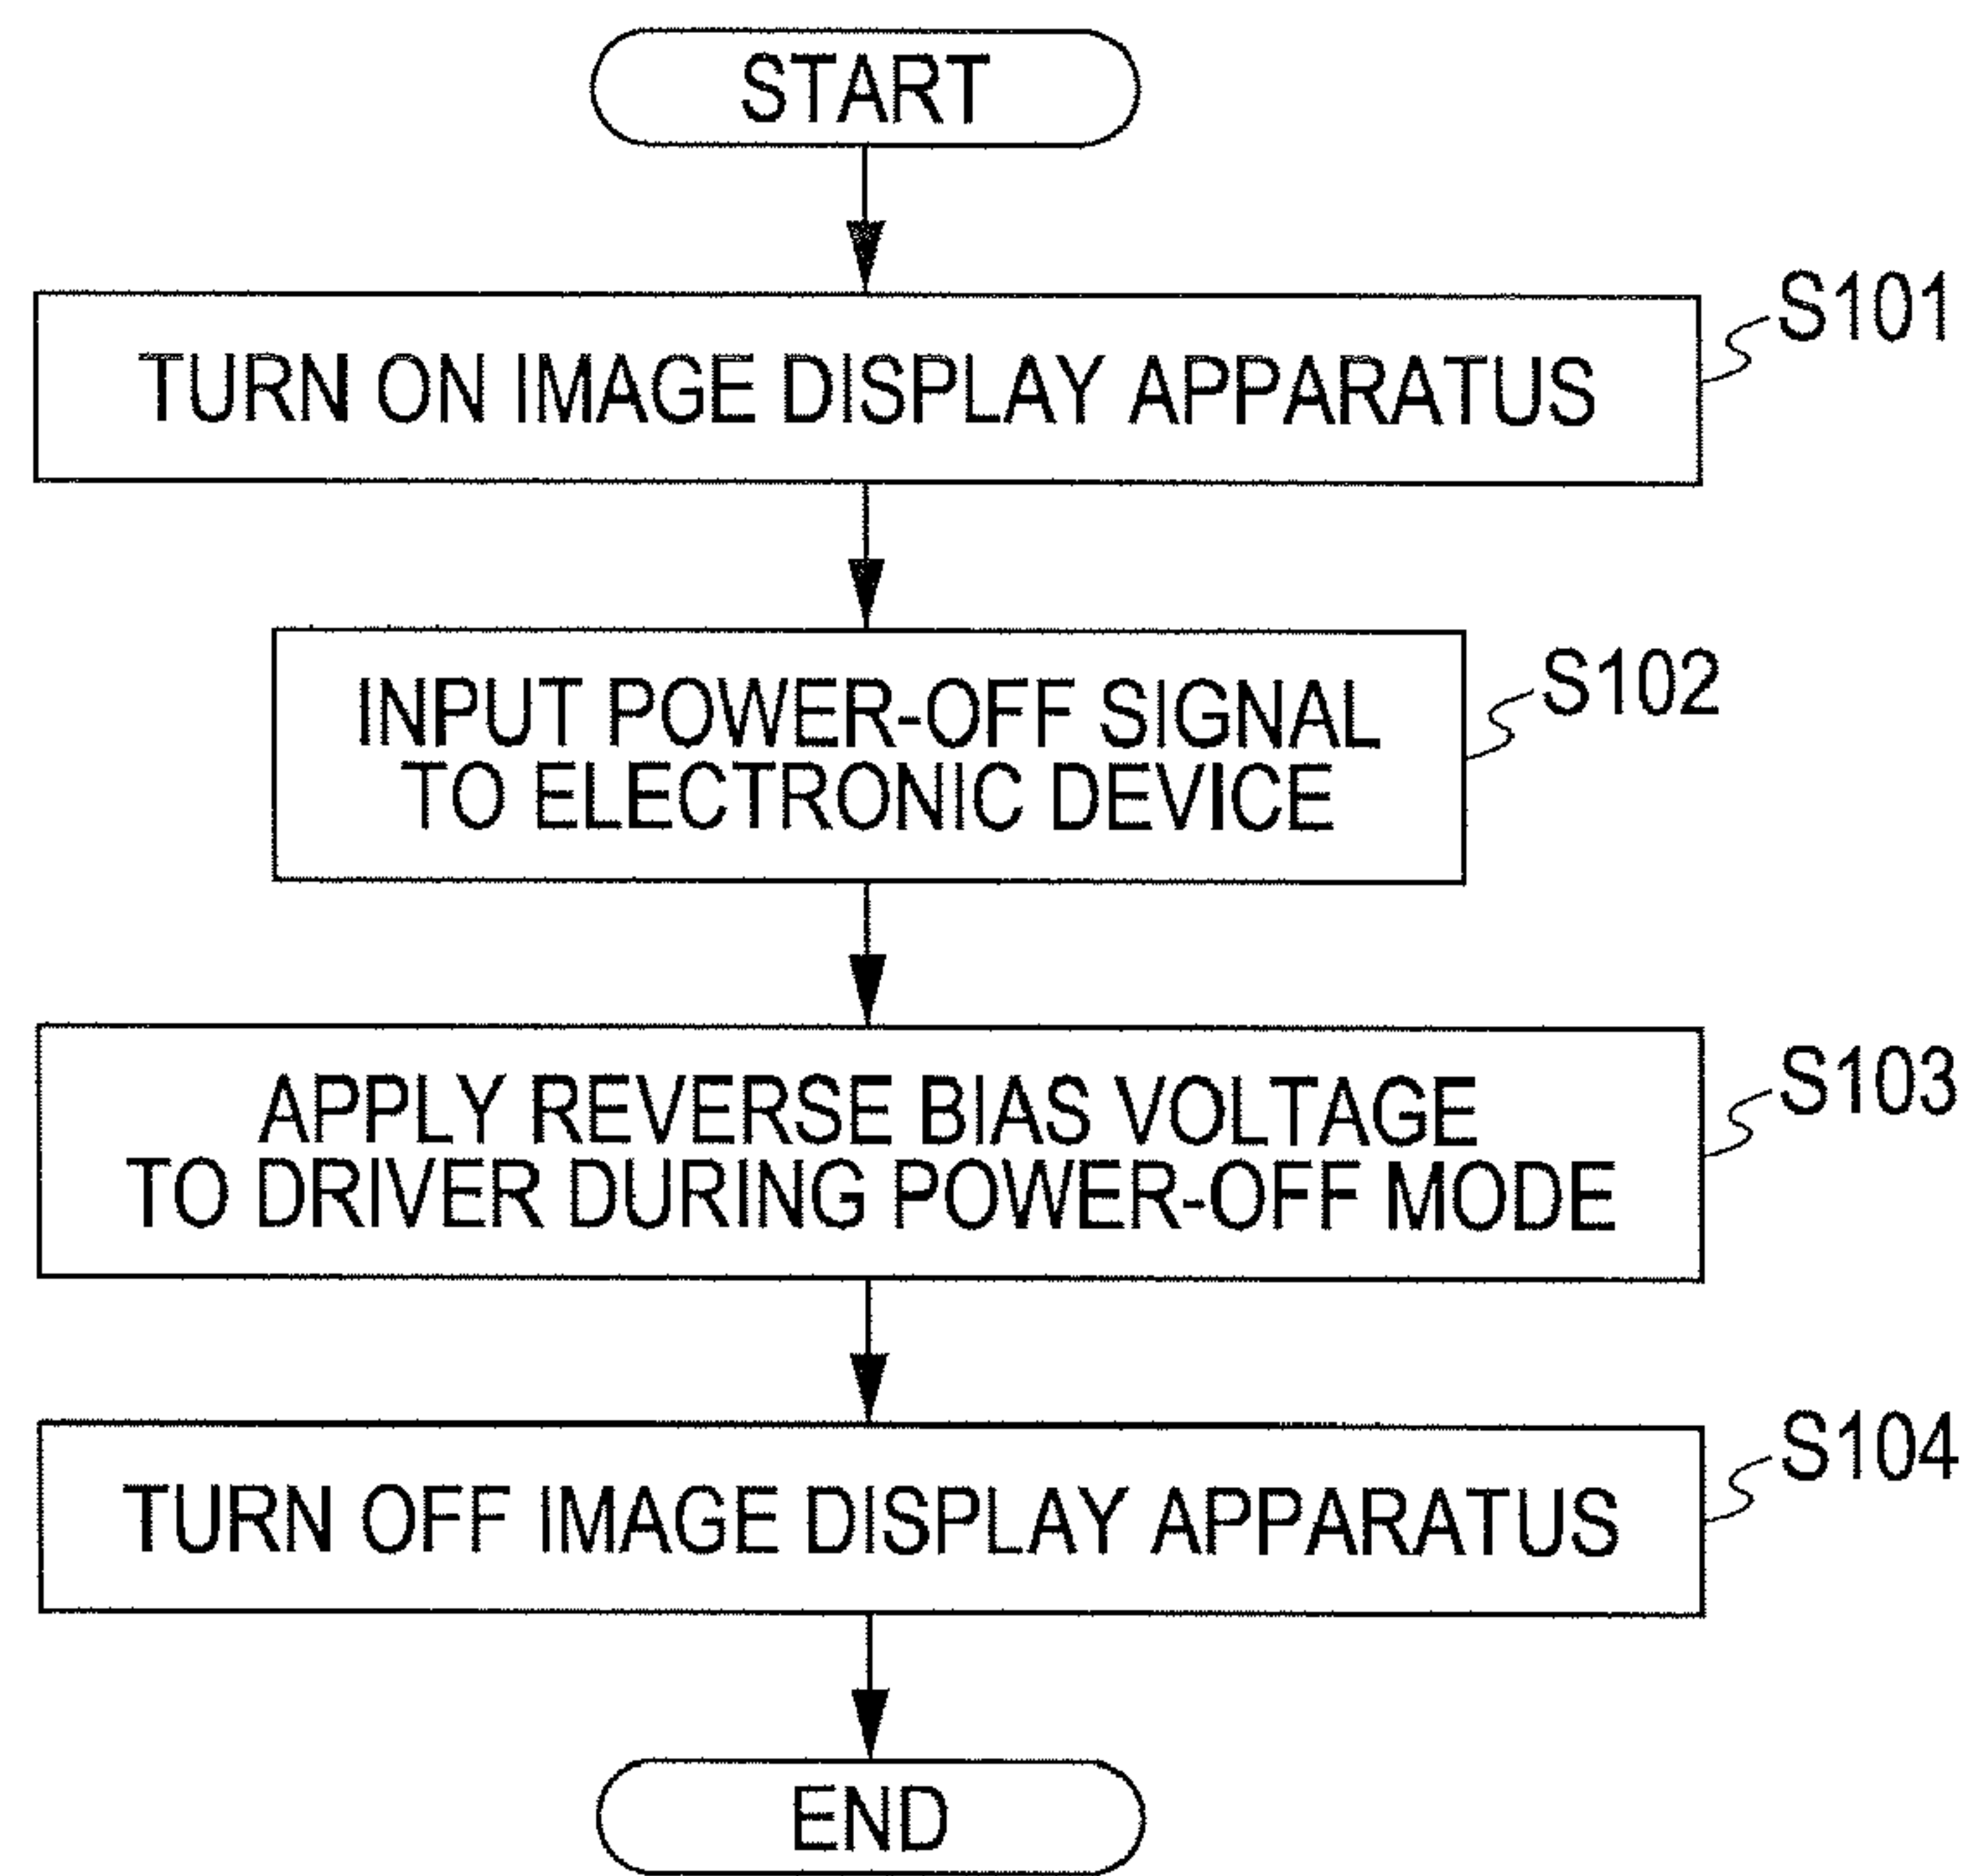 START
S101
TURN ON IMAGE DISPLAY APPARATUS
S102
INPUT POWER-OFF SIGNAL
TO ELECTRONIC DEVICE
S103
APPLY REVERSE BIAS VOLTAGE
TO DRIVER DURING POWER-OFF MODE
S104
TURN OFF IMAGE DISPLAY APPARATUS
END